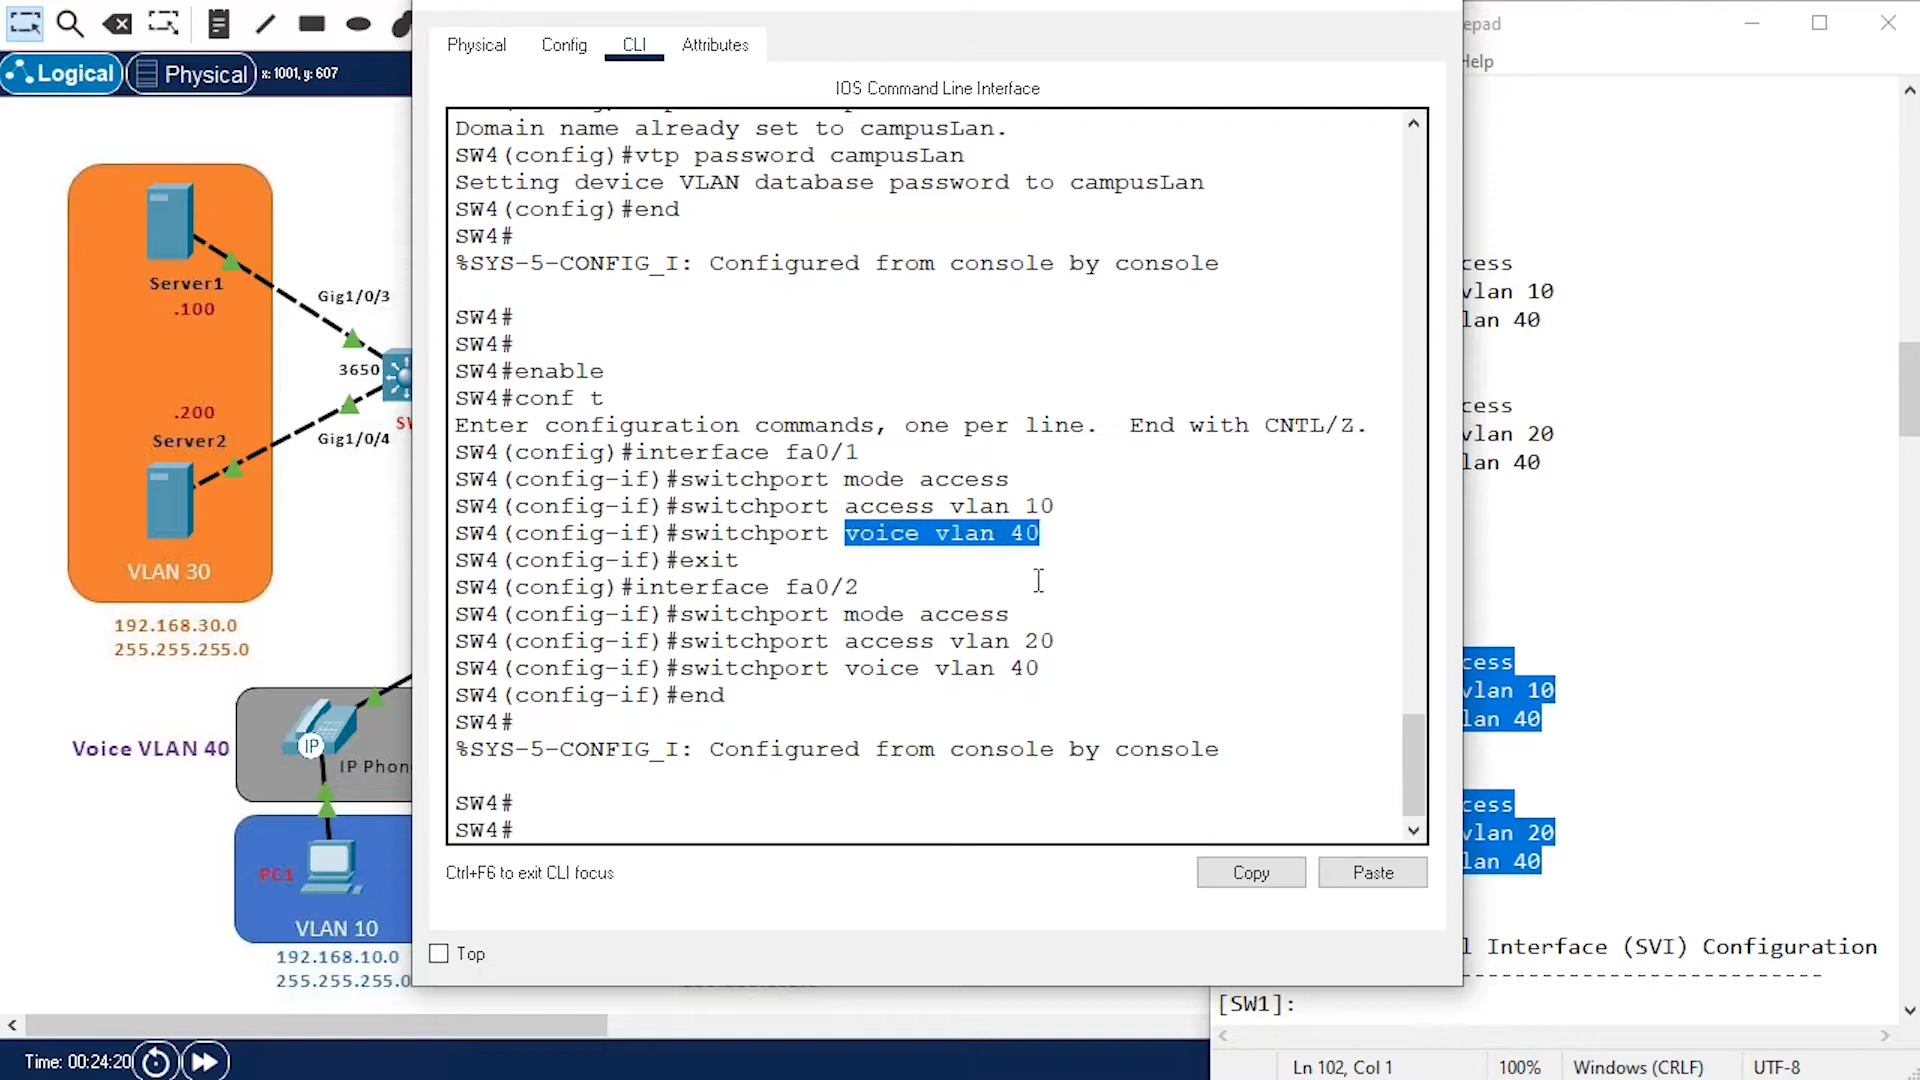 epad
Help
Logical
Physical
x: 1001, y: 607
Physical Config CLI Attributes
IOS Command Line Interface
Domain name already set to campusLan.
SW4(config)#vtp password campusLan
Setting device VLAN database password to campusLan
SW4(config)#end
SW4#
%SYS-5-CONFIG_I: Configured from console by console
SW4#
SW4#
SW4#enable
SW4#conf t
Enter configuration commands, one per line.  End with CNTL/Z.
SW4(config)#interface fa0/1
SW4(config-if)#switchport mode access
SW4(config-if)#switchport access vlan 10
SW4(config-if)#switchport voice vlan 40
SW4(config-if)#exit
SW4(config)#interface fa0/2
SW4(config-if)#switchport mode access
SW4(config-if)#switchport access vlan 20
SW4(config-if)#switchport voice vlan 40
SW4(config-if)#end
SW4#
%SYS-5-CONFIG_I: Configured from console by console
SW4#
SW4#
Ctrl+F6 to exit CLI focus
Copy
Paste
Top
Server1
.100
Gig1/0/3
3650
SW
.200
Server2
Gig1/0/4
VLAN 30
192.168.30.0
255.255.255.0
Voice VLAN 40
IP
IP Phon
PC1
VLAN 10
192.168.10.0
255.255.255.0
Time: 00:24:20
cess
vlan 10
lan 40
cess
vlan 20
lan 40
cess
vlan 10
lan 40
cess
vlan 20
lan 40
l Interface (SVI) Configuration
-------------------------
[SW1]:
Ln 102, Col 1
100%
Windows (CRLF)
UTF-8